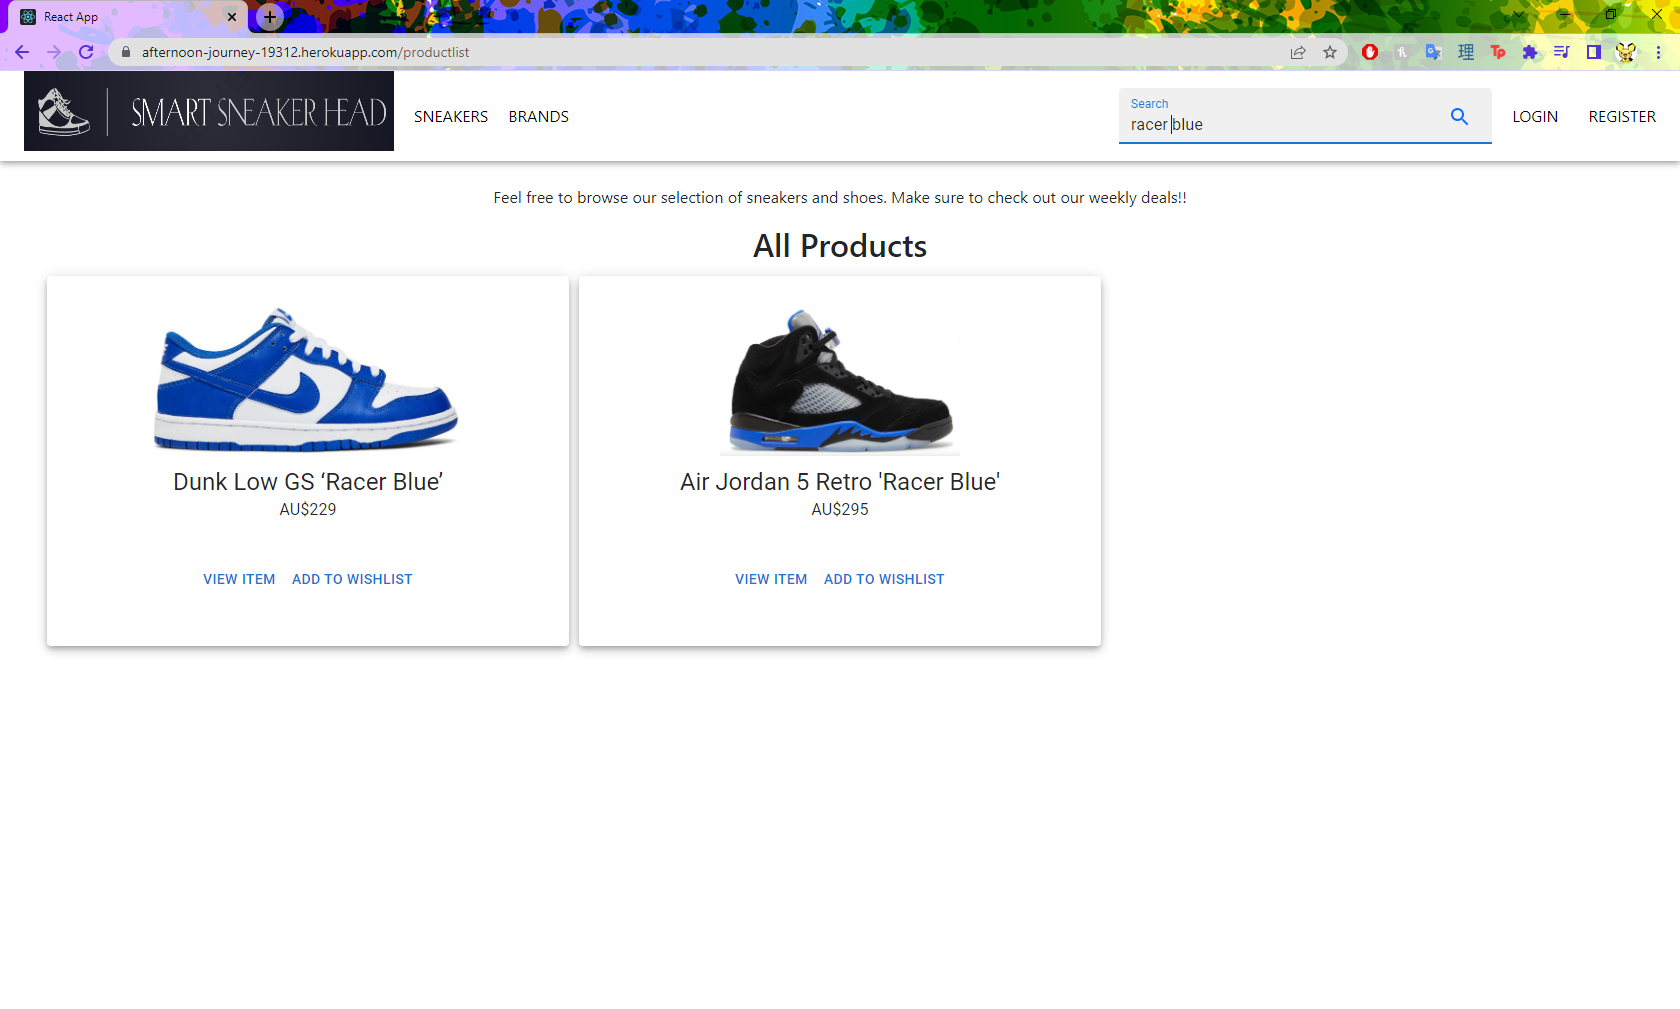 React App
afternoon-journey-19312.herokuapp.com/productlist
SMART SNEAKER HEAD
SNEAKERS
BRANDS
Search
racer blue
LOGIN
REGISTER
Feel free to browse our selection of sneakers and shoes. Make sure to check out our weekly deals!!
All Products
Dunk Low GS ‘Racer Blue’
AU$229
VIEW ITEM
ADD TO WISHLIST
Air Jordan 5 Retro 'Racer Blue'
AU$295
VIEW ITEM
ADD TO WISHLIST